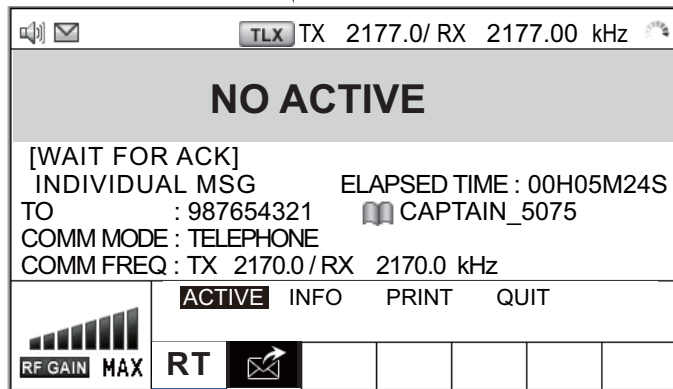 TLX TX 2177.0/ RX 2177.00 kHz
NO ACTIVE
[WAIT FOR ACK]
INDIVIDUAL MSG ELAPSED TIME : 00H05M24S
TO : 987654321 CAPTAIN_5075
COMM MODE : TELEPHONE
COMM FREQ : TX 2170.0 / RX 2170.0 kHz
ACTIVE INFO PRINT QUIT
RF GAIN MAX RT